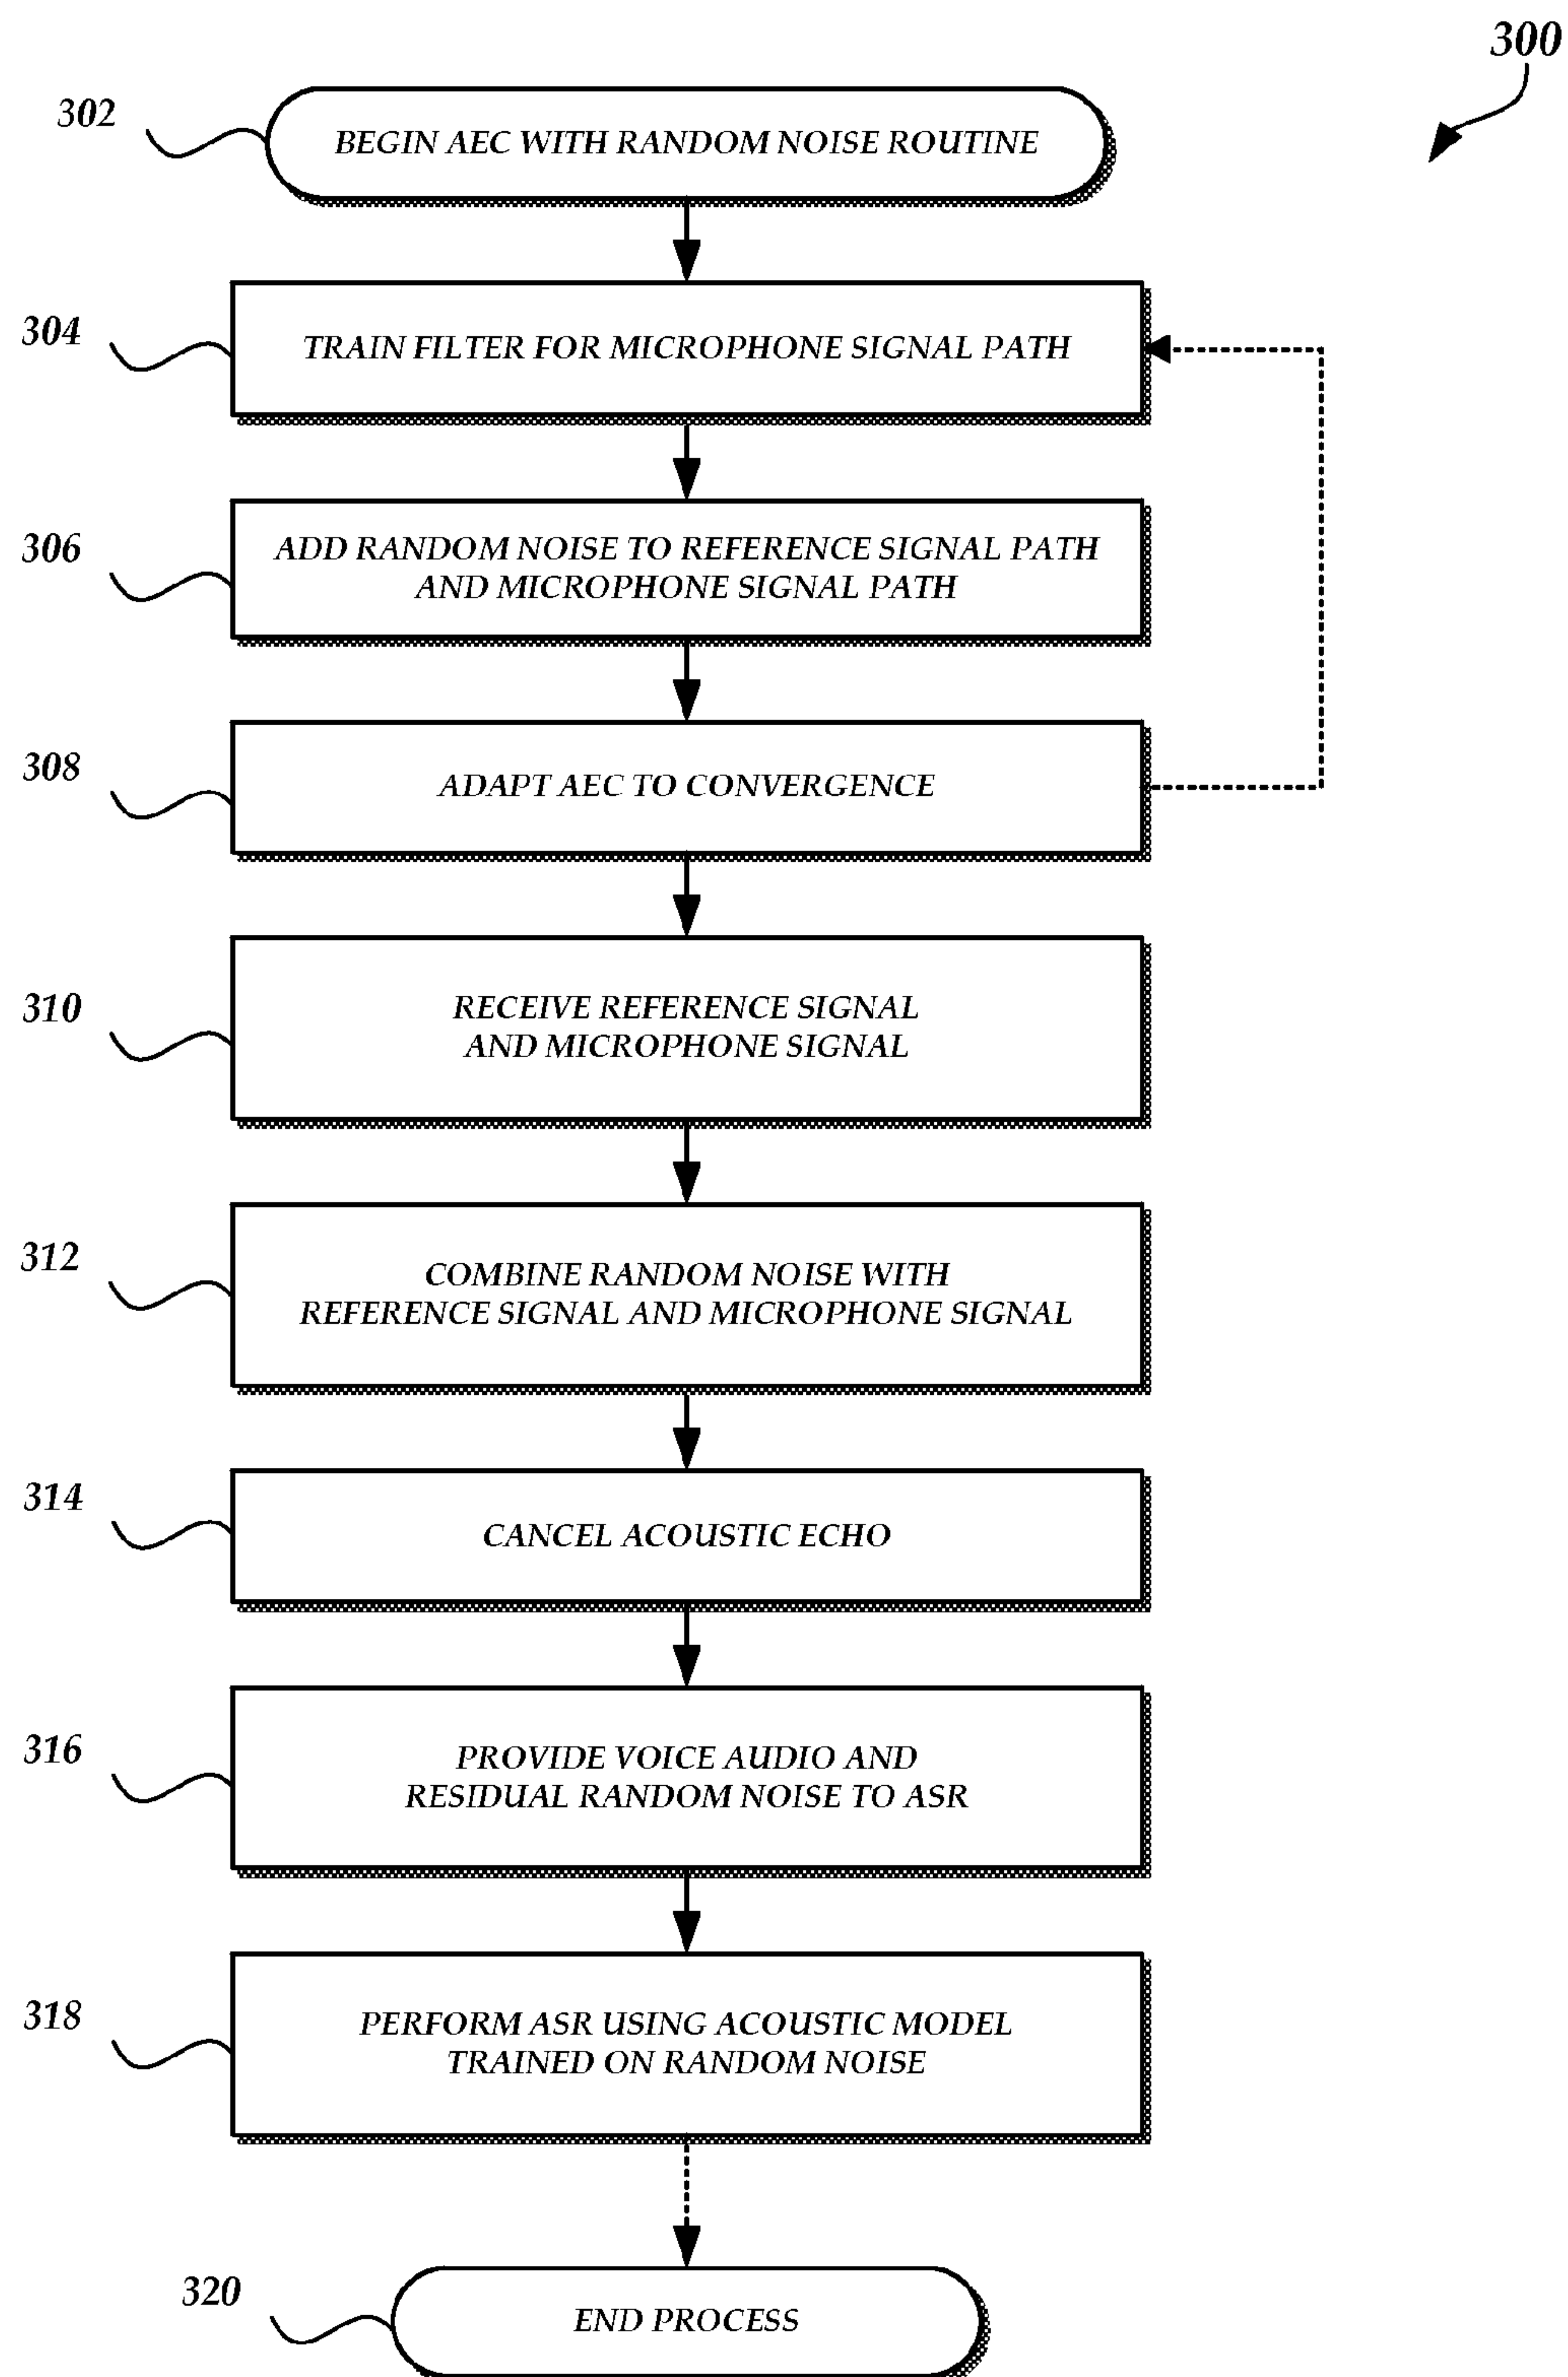 300
302
BEGIN AEC WITH RANDOM NOISE ROUTINE
304
TRAIN FILTER FOR MICROPHONE SIGNAL PATH
306
ADD RANDOM NOISE TO REFERENCE SIGNAL PATH
AND MICROPHONE SIGNAL PATH
308
ADAPT AEC TO CONVERGENCE
310
RECEIVE REFERENCE SIGNAL
AND MICROPHONE SIGNAL
312
COMBINE RANDOM NOISE WITH
REFERENCE SIGNAL AND MICROPHONE SIGNAL
314
CANCEL ACOUSTIC ECHO
316
PROVIDE VOICE AUDIO AND
RESIDUAL RANDOM NOISE TO ASR
318
PERFORM ASR USING ACOUSTIC MODEL
TRAINED ON RANDOM NOISE
320
END PROCESS